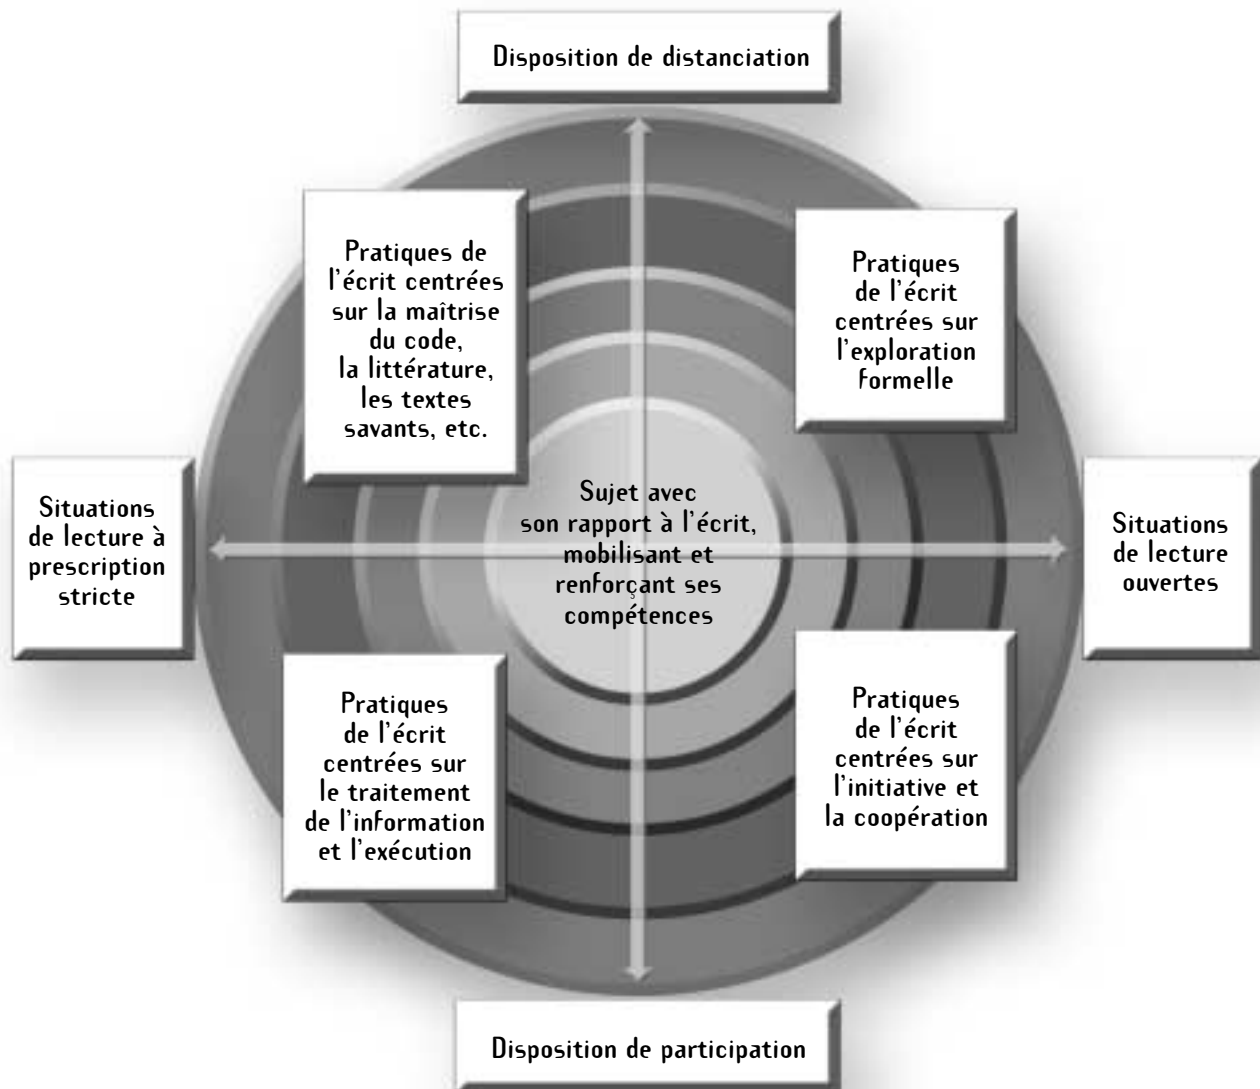 Disposition de distanciation
Pratiques de
l'écrit centrées
sur la maîtrise
du code,
la littérature,
les textes
savants, etc.
Pratiques
de l'écrit
centrées sur
l'exploration
formelle
Situations
de lecture à
prescription
stricte
Sujet avec
son rapport à l'écrit,
mobilisant et
renforçant ses
compétences
Situations
de lecture
ouvertes
Pratiques
de l'écrit
centrées sur
le traitement
de l'information
et l'exécution
Pratiques
de l'écrit
centrées sur
l'initiative et
la coopération
Disposition de participation